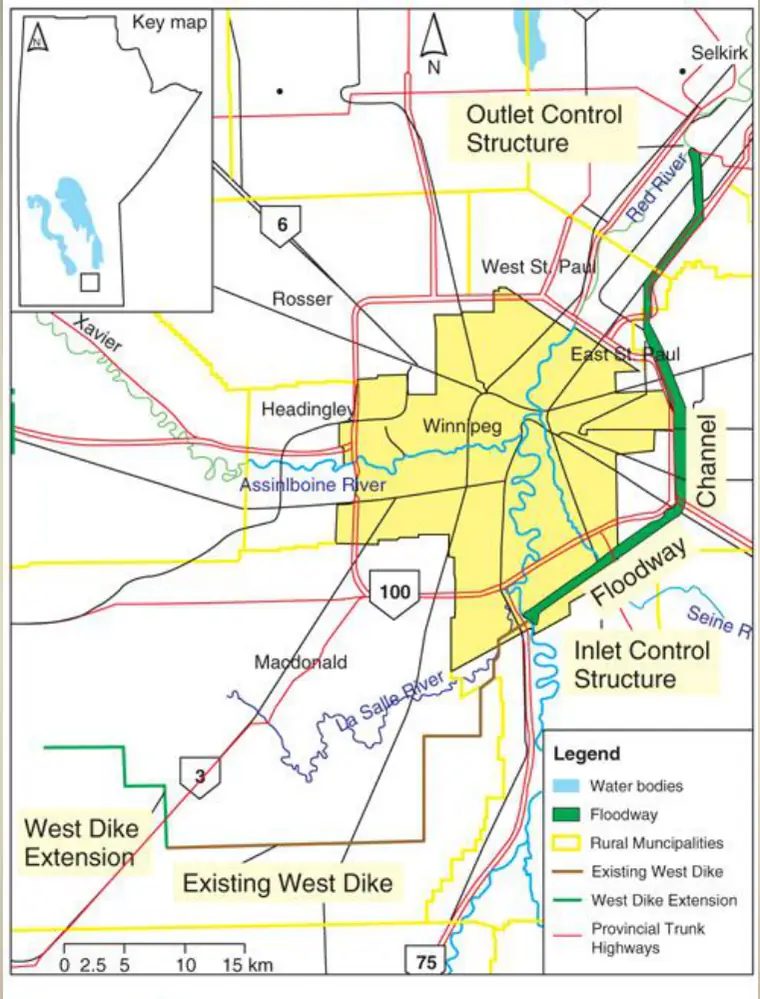 Key map
N
N
Selkirk
Outlet Control
Structure
Red River
6
West St. Paul
Rosser
Xavier
East St. Paul
Headingley
Winnipeg
Channel
Assinlboine River
100
Floodway
Seine R
Inlet Control
Structure
Macdonald
La Salle River
3
West Dike
Extension
Existing West Dike
0 2.5 5 10 15 km
75
Legend
Water bodies
Floodway
Rural Muncipalities
Existing West Dike
West Dike Extension
Provincial Trunk
Highways